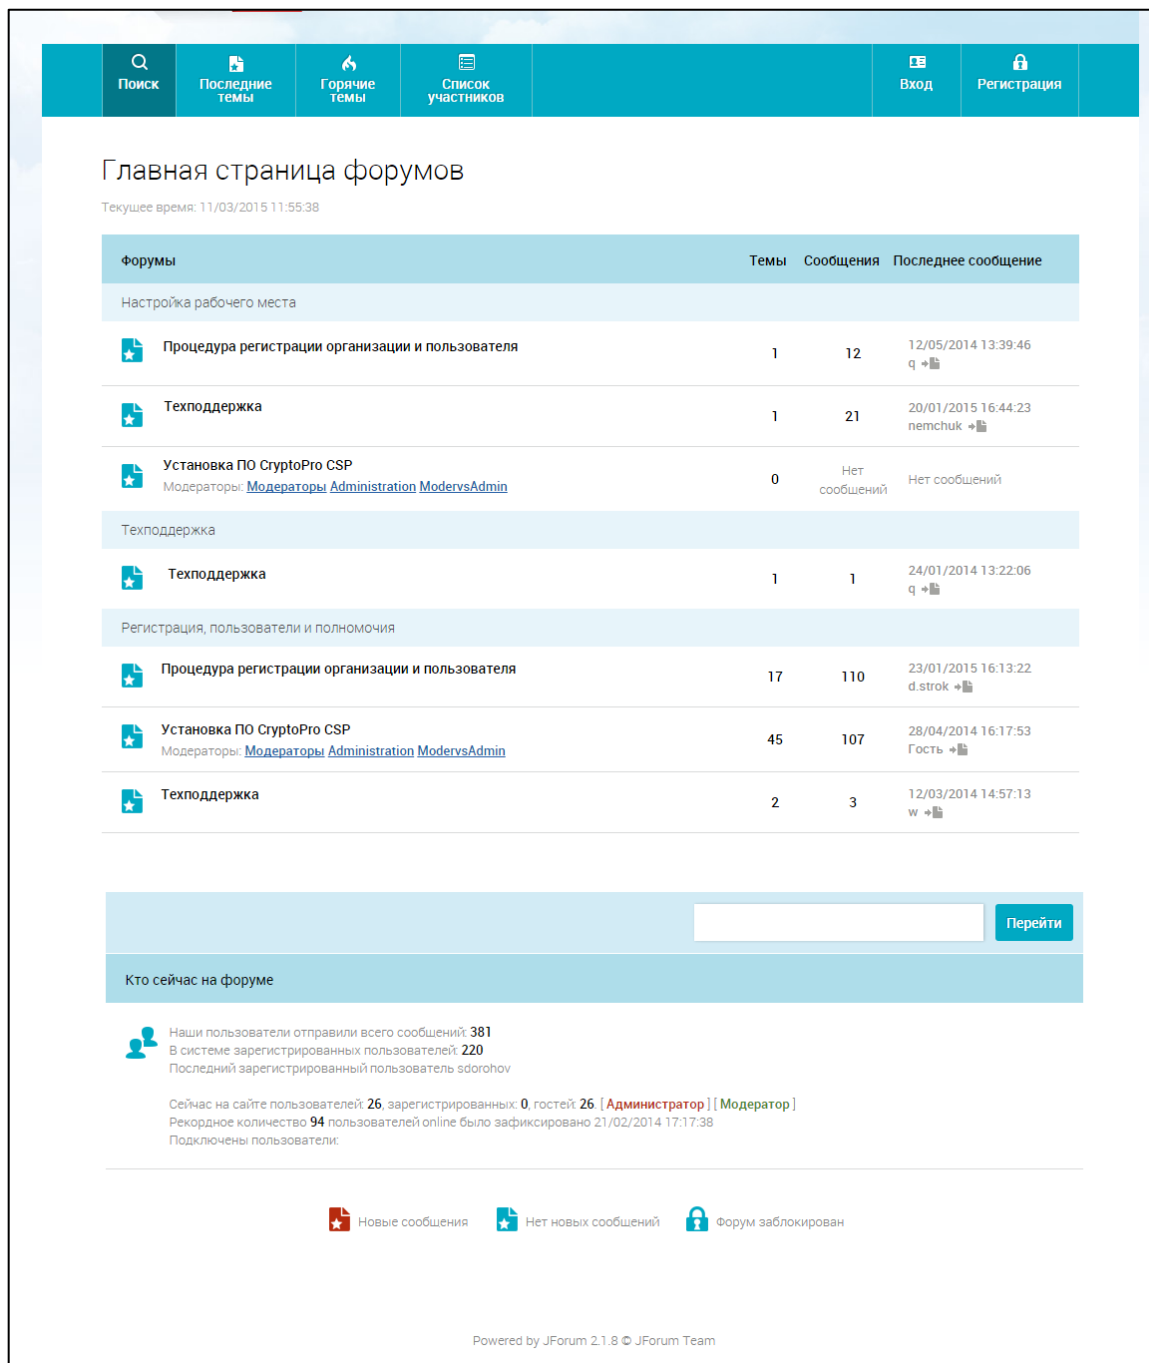 Поиск
Последние
темы
Горячие
темы
Список
участников
Вход
Регистрация
Главная страница форумов
Текущее время: 11/03/2015 11:55:38
Форумы Темы Сообщения Последнее сообщение
Настройка рабочего места
Процедура регистрации организации и пользователя 1 12 12/05/2014 13:39:46
q
Техподдержка 1 21 20/01/2015 16:44:23
nemchuk
Установка ПО CryptoPro CSP
Модераторы: Модераторы Administration ModervsAdmin
0
Нет
сообщений
Нет сообщений
Техподдержка
Техподдержка 1 1 24/01/2014 13:22:06
q
Регистрация, пользователи и полномочия
Процедура регистрации организации и пользователя 17 110 23/01/2015 16:13:22
d.strok
Установка ПО CryptoPro CSP 45 107 28/04/2014 16:17:53
Модераторы: Модераторы Administration ModervsAdmin Гость
Техподдержка 2 3 12/03/2014 14:57:13
w
Перейти
Кто сейчас на форуме
Наши пользователи отправили всего сообщений: 381
В системе зарегистрированных пользователей: 220
Последний зарегистрированный пользователь sdorohov
Сейчас на сайте пользователей: 26, зарегистрированных: 0, гостей: 26. [ Администратор ] [ Модератор ]
Рекордное количество 94 пользователей online было зафиксировано 21/02/2014 17:17:38
Подключены пользователи:
Новые сообщения Нет новых сообщений Форум заблокирован
Powered by JForum 2.1.8 © JForum Team